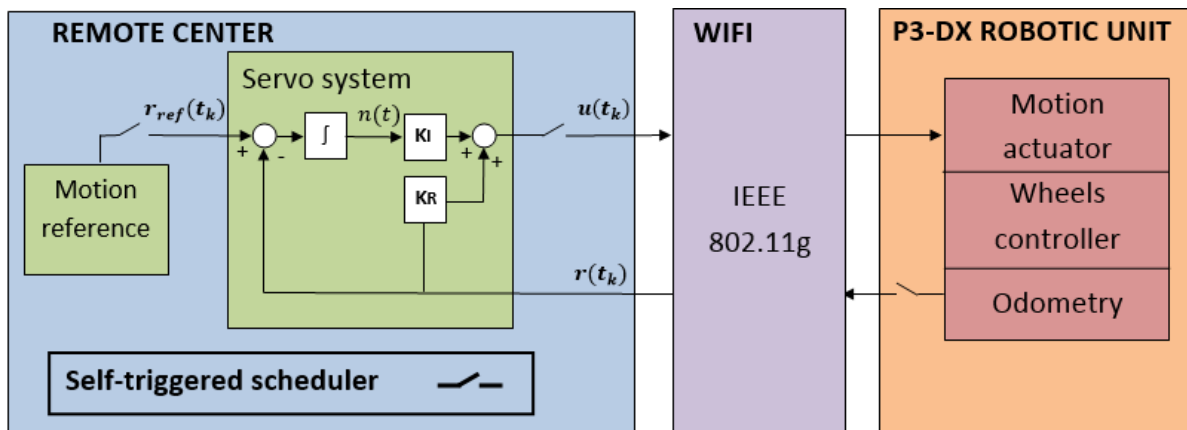 REMOTE CENTER
Servo system
r_ref(t_k)
n(t)
u(t_k)
∫
KI
+
-
+
+
KR
Motion
reference
r(t_k)
Self-triggered scheduler
WIFI
IEEE
802.11g
P3-DX ROBOTIC UNIT
Motion
actuator
Wheels
controller
Odometry